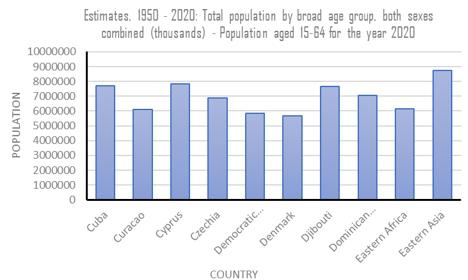 Estimates, 1950 - 2020: Total population by broad age group, both sexes
combined (thousands) - Population aged 15-64 for the year 2020
POPULATION
10000000
9000000
8000000
7000000
6000000
5000000
4000000
3000000
2000000
1000000
0
Cuba
Curacao
Cyprus
Czechia
Democratic...
Denmark
Djibouti
Dominican...
Eastern Africa
Eastern Asia
COUNTRY